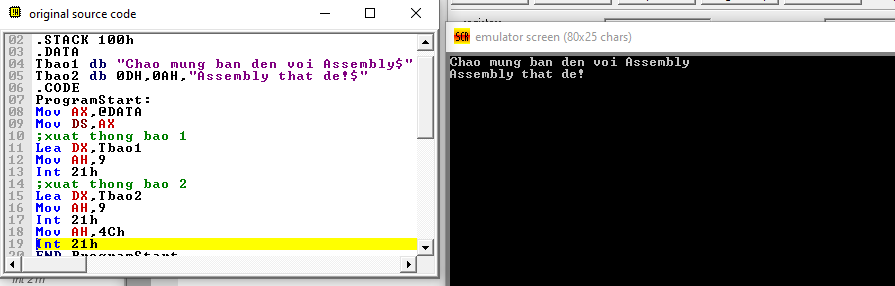 original source code
02 .STACK 100h
03 .DATA
04 Tbao1 db "Chao mung ban den voi Assembly$"
05 Tbao2 db 0DH,0AH,"Assembly that de!$"
06 .CODE
07 ProgramStart:
08 Mov AX,@DATA
09 Mov DS,AX
10 ;xuat thong bao 1
11 Lea DX,Tbao1
12 Mov AH,9
13 Int 21h
14 ;xuat thong bao 2
15 Lea DX,Tbao2
16 Mov AH,9
17 Int 21h
18 Mov AH,4Ch
19 Int 21h
20 END ProgramStart
SCR emulator screen (80x25 chars)
Chao mung ban den voi Assembly
Assembly that de!